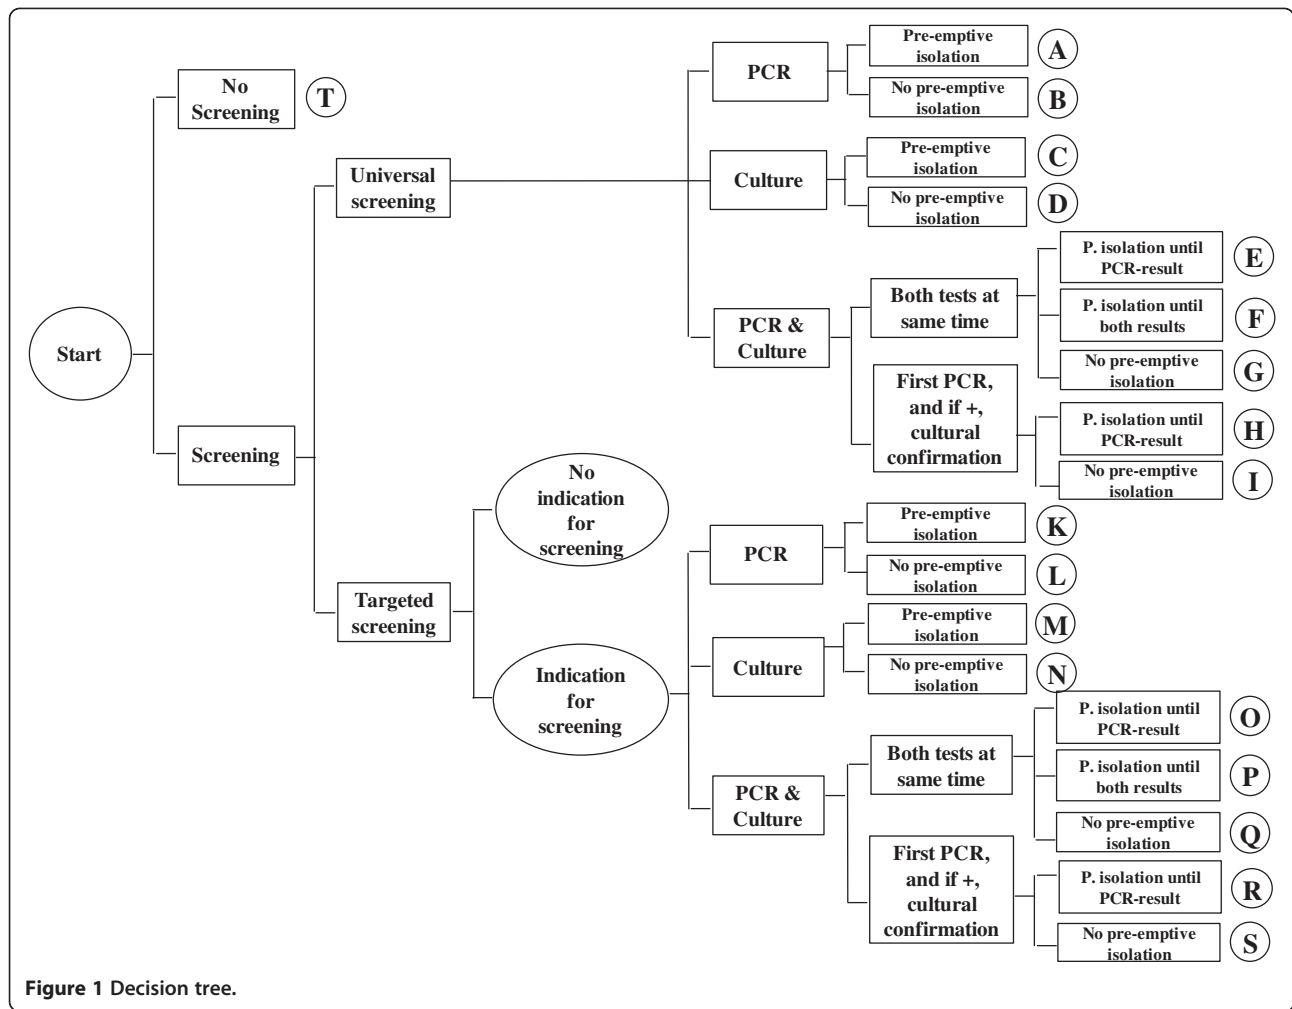 Start
No
Screening
T
Screening
Universal
screening
PCR
Pre-emptive
isolation
A
No pre-emptive
isolation
B
Culture
Pre-emptive
isolation
C
No pre-emptive
isolation
D
PCR &
Culture
Both tests at
same time
P. isolation until
PCR-result
E
P. isolation until
both results
F
No pre-emptive
isolation
G
First PCR,
and if +,
cultural
confirmation
P. isolation until
PCR-result
H
No pre-emptive
isolation
I
Targeted
screening
No
indication
for
screening
Indication
for
screening
PCR
Pre-emptive
isolation
K
No pre-emptive
isolation
L
Culture
Pre-emptive
isolation
M
No pre-emptive
isolation
N
PCR &
Culture
Both tests at
same time
P. isolation until
PCR-result
O
P. isolation until
both results
P
No pre-emptive
isolation
Q
First PCR,
and if +,
cultural
confirmation
P. isolation until
PCR-result
R
No pre-emptive
isolation
S
Figure 1 Decision tree.